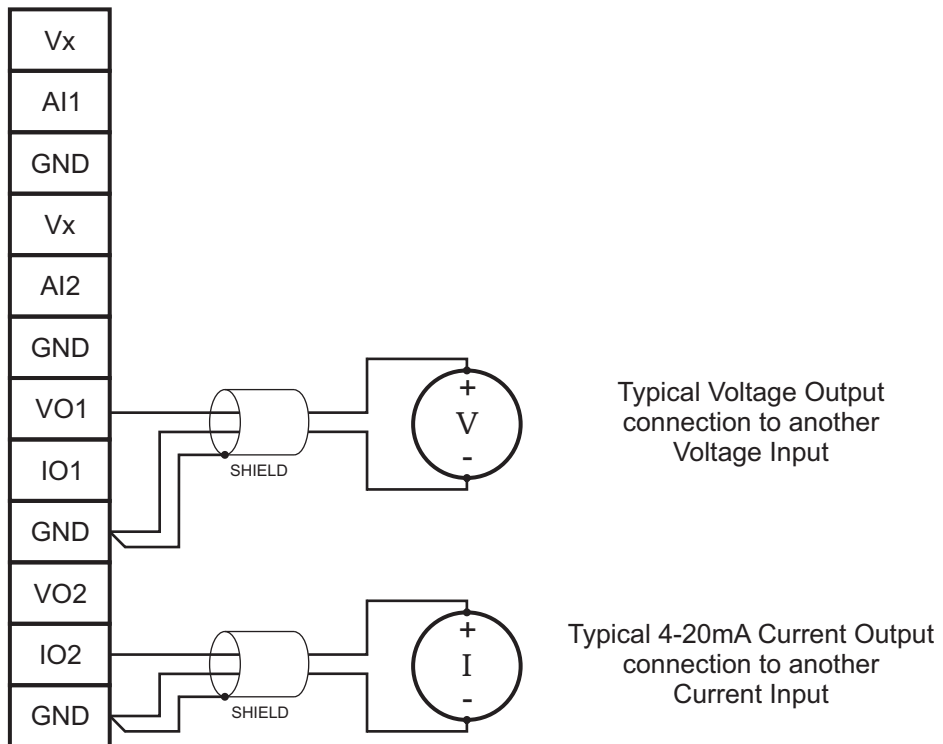 Vx
AI1
GND
Vx
AI2
GND
VO1
IO1
GND
VO2
IO2
GND
SHIELD
+
V
-
Typical Voltage Output
connection to another
Voltage Input
SHIELD
+
I
-
Typical 4-20mA Current Output
connection to another
Current Input